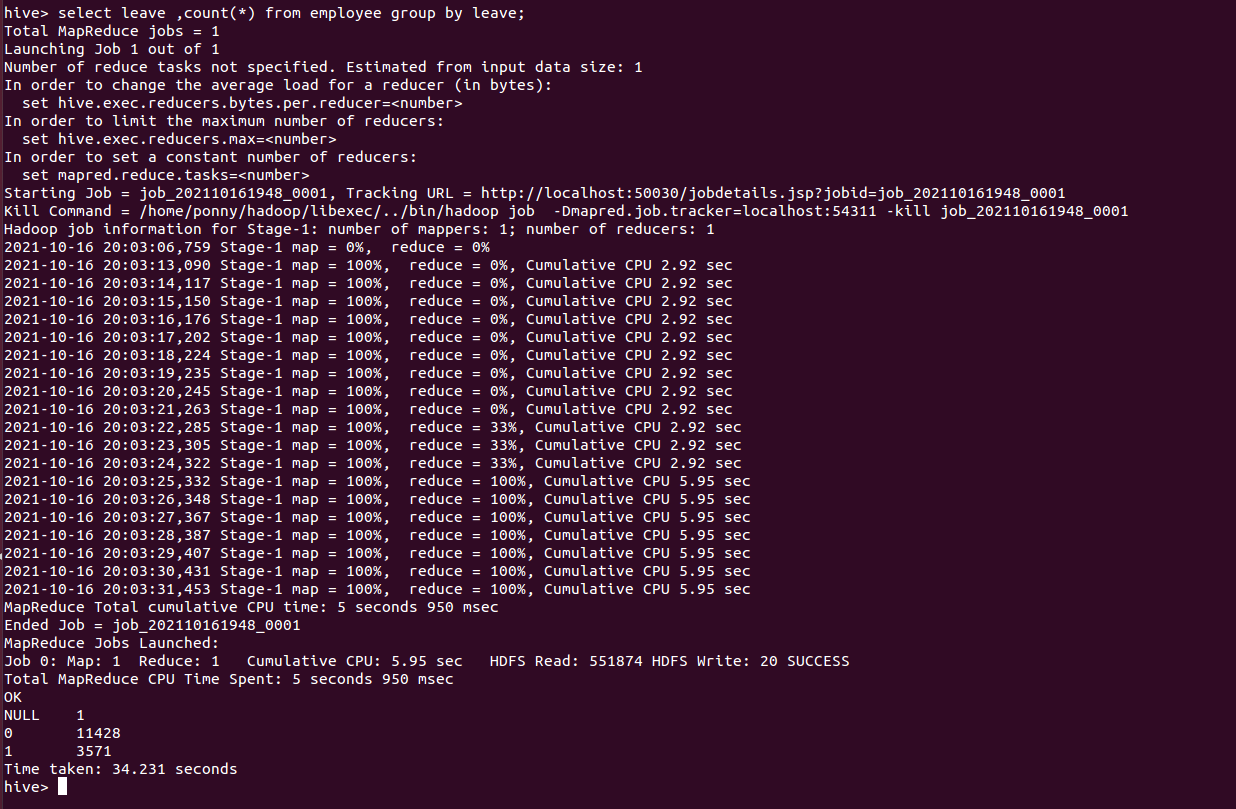 hive> select leave ,count(*) from employee group by leave;
Total MapReduce jobs = 1
Launching Job 1 out of 1
Number of reduce tasks not specified. Estimated from input data size: 1
In order to change the average load for a reducer (in bytes):
  set hive.exec.reducers.bytes.per.reducer=<number>
In order to limit the maximum number of reducers:
  set hive.exec.reducers.max=<number>
In order to set a constant number of reducers:
  set mapred.reduce.tasks=<number>
Starting Job = job_202110161948_0001, Tracking URL = http://localhost:50030/jobdetails.jsp?jobid=job_202110161948_0001
Kill Command = /home/ponny/hadoop/libexec/../bin/hadoop job  -Dmapred.job.tracker=localhost:54311 -kill job_202110161948_0001
Hadoop job information for Stage-1: number of mappers: 1; number of reducers: 1
2021-10-16 20:03:06,759 Stage-1 map = 0%,  reduce = 0%
2021-10-16 20:03:13,090 Stage-1 map = 100%,  reduce = 0%, Cumulative CPU 2.92 sec
2021-10-16 20:03:14,117 Stage-1 map = 100%,  reduce = 0%, Cumulative CPU 2.92 sec
2021-10-16 20:03:15,150 Stage-1 map = 100%,  reduce = 0%, Cumulative CPU 2.92 sec
2021-10-16 20:03:16,176 Stage-1 map = 100%,  reduce = 0%, Cumulative CPU 2.92 sec
2021-10-16 20:03:17,202 Stage-1 map = 100%,  reduce = 0%, Cumulative CPU 2.92 sec
2021-10-16 20:03:18,224 Stage-1 map = 100%,  reduce = 0%, Cumulative CPU 2.92 sec
2021-10-16 20:03:19,235 Stage-1 map = 100%,  reduce = 0%, Cumulative CPU 2.92 sec
2021-10-16 20:03:20,245 Stage-1 map = 100%,  reduce = 0%, Cumulative CPU 2.92 sec
2021-10-16 20:03:21,263 Stage-1 map = 100%,  reduce = 0%, Cumulative CPU 2.92 sec
2021-10-16 20:03:22,285 Stage-1 map = 100%,  reduce = 33%, Cumulative CPU 2.92 sec
2021-10-16 20:03:23,305 Stage-1 map = 100%,  reduce = 33%, Cumulative CPU 2.92 sec
2021-10-16 20:03:24,322 Stage-1 map = 100%,  reduce = 33%, Cumulative CPU 2.92 sec
2021-10-16 20:03:25,332 Stage-1 map = 100%,  reduce = 100%, Cumulative CPU 5.95 sec
2021-10-16 20:03:26,348 Stage-1 map = 100%,  reduce = 100%, Cumulative CPU 5.95 sec
2021-10-16 20:03:27,367 Stage-1 map = 100%,  reduce = 100%, Cumulative CPU 5.95 sec
2021-10-16 20:03:28,387 Stage-1 map = 100%,  reduce = 100%, Cumulative CPU 5.95 sec
2021-10-16 20:03:29,407 Stage-1 map = 100%,  reduce = 100%, Cumulative CPU 5.95 sec
2021-10-16 20:03:30,431 Stage-1 map = 100%,  reduce = 100%, Cumulative CPU 5.95 sec
2021-10-16 20:03:31,453 Stage-1 map = 100%,  reduce = 100%, Cumulative CPU 5.95 sec
MapReduce Total cumulative CPU time: 5 seconds 950 msec
Ended Job = job_202110161948_0001
MapReduce Jobs Launched:
Job 0: Map: 1  Reduce: 1   Cumulative CPU: 5.95 sec   HDFS Read: 551874 HDFS Write: 20 SUCCESS
Total MapReduce CPU Time Spent: 5 seconds 950 msec
OK
NULL    1
0       11428
1       3571
Time taken: 34.231 seconds
hive>